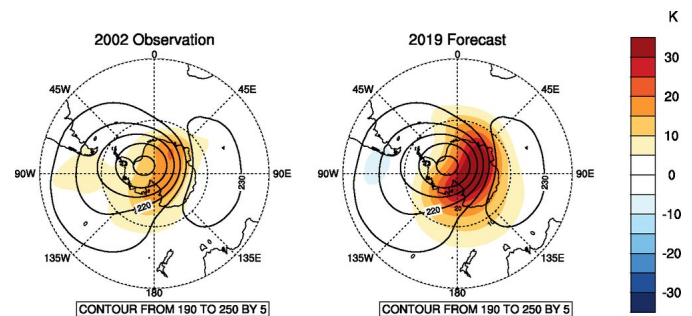 K
2002 Observation
2019 Forecast
0
0
45W
45E
45W
45E
30
20
10
90W
90E
90W
90E
0
230
230
220
220
-10
-20
135W
135E
135W
135E
-30
180
180
CONTOUR FROM 190 TO 250 BY 5
CONTOUR FROM 190 TO 250 BY 5